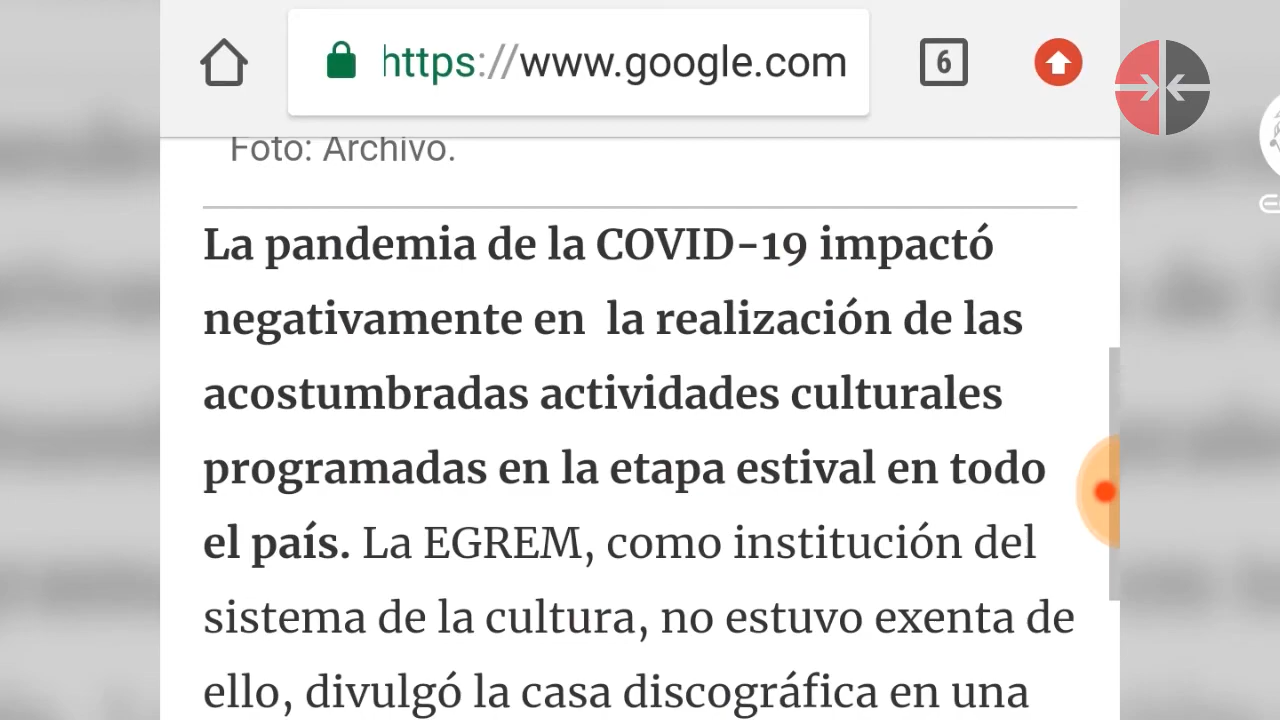 https://www.google.com
6
Foto: Archivo.
La pandemia de la COVID-19 impactó
negativamente en la realización de las
acostumbradas actividades culturales
programadas en la etapa estival en todo
el país. La EGREM, como institución del
sistema de la cultura, no estuvo exenta de
ello, divulgó la casa discográfica en una